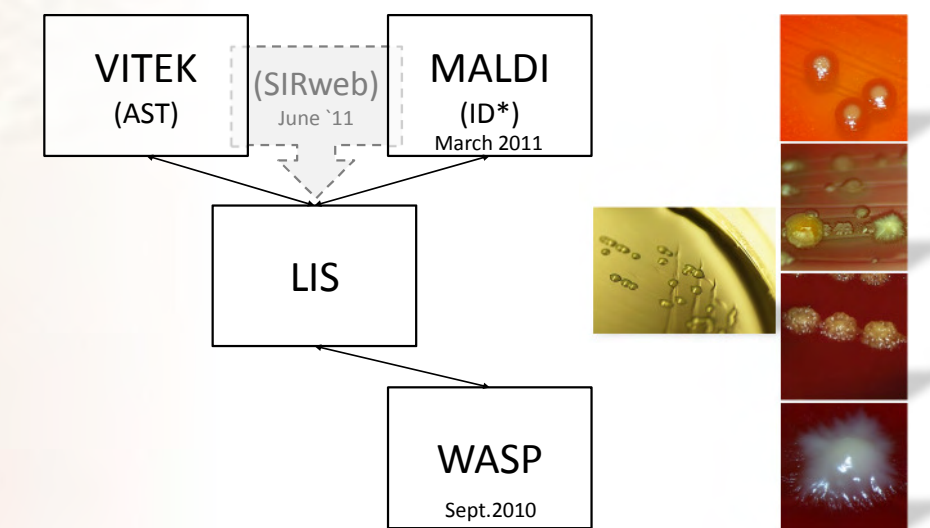 VITEK
(AST)
(SIRweb)
June `11
MALDI
(ID*)
March 2011
LIS
WASP
Sept.2010